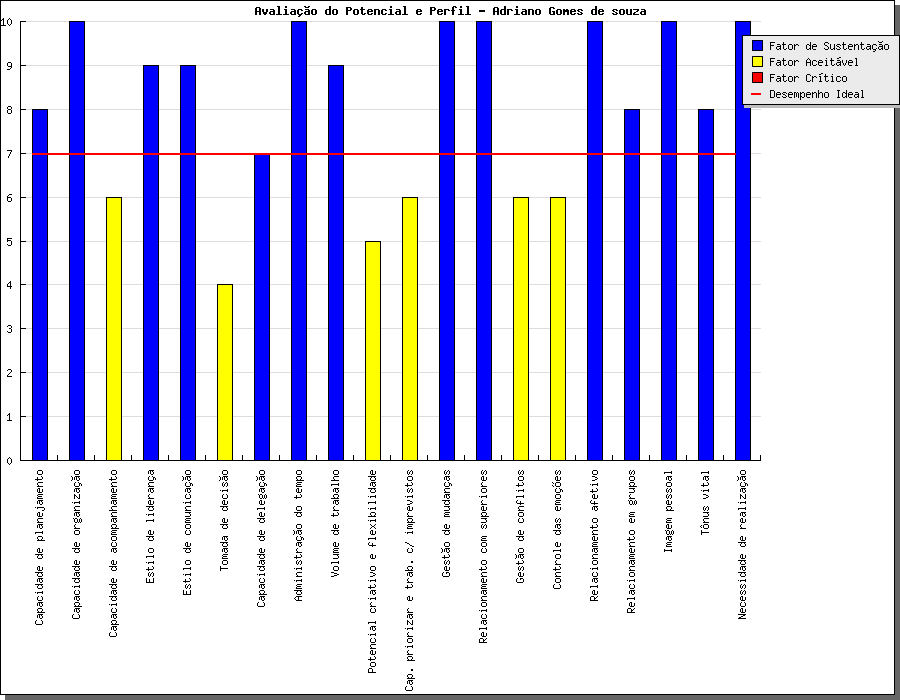 Avaliação do Potencial e Perfil - Adriano Gomes de souza
10
9
8
7
6
5
4
3
2
1
0
Fator de Sustentação
Fator Aceitável
Fator Crítico
Desempenho Ideal
Capacidade de planejamento
Capacidade de organização
Capacidade de acompanhamento
Estilo de liderança
Estilo de comunicação
Tomada de decisão
Capacidade de delegação
Administração do tempo
Volume de trabalho
Potencial criativo e flexibilidade
Cap. priorizar e trab. c/ imprevistos
Gestão de mudanças
Relacionamento com superiores
Gestão de conflitos
Controle das emoções
Relacionamento afetivo
Relacionamento em grupos
Imagem pessoal
Tônus vital
Necessidade de realização